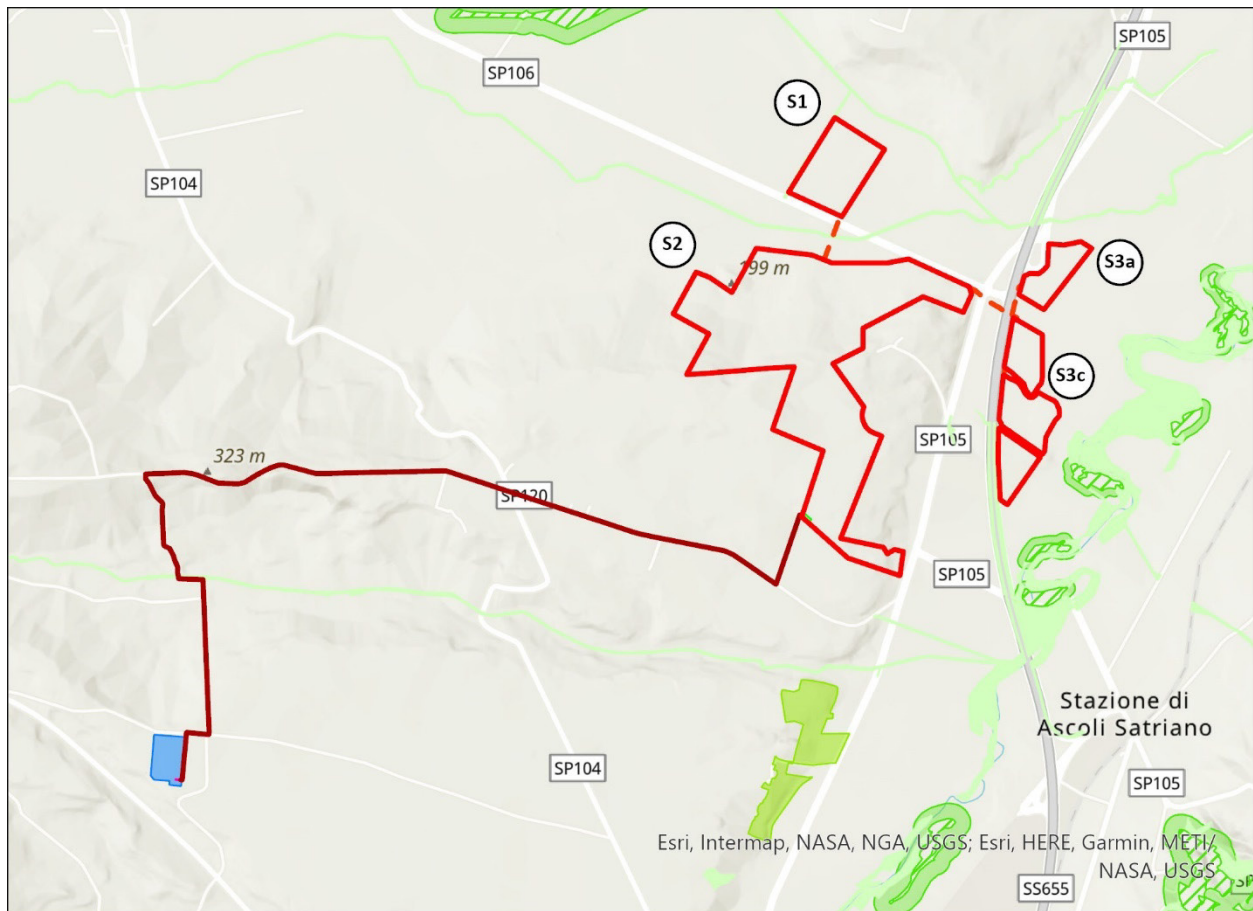 SP105
SP106
S1
SP104
S2
S3a
199 m
S3c
SP105
323 m
SP120
SP105
Stazione di
Ascoli Satriano
SP104
SP105
Esri, Intermap, NASA, NGA, USGS; Esri, HERE, Garmin, METI/
NASA, USGS
SS655
SP